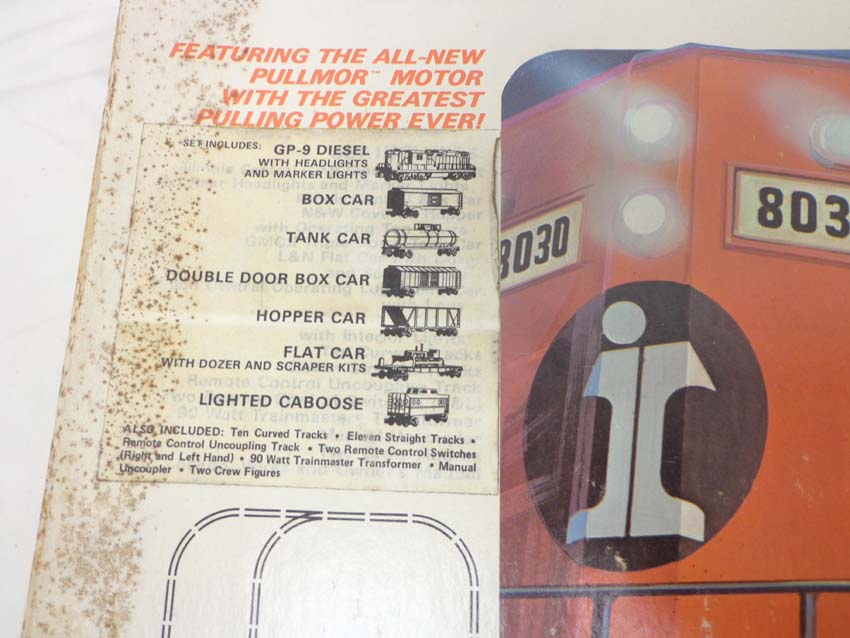 FEATURING THE ALL-NEW
PULLMOR™ MOTOR
WITH THE GREATEST
PULLING POWER EVER!
SET INCLUDES: GP-9 DIESEL
WITH HEADLIGHTS
AND MARKER LIGHTS
BOX CAR
TANK CAR
DOUBLE DOOR BOX CAR
HOPPER CAR
FLAT CAR
WITH DOZER AND SCRAPER KITS
LIGHTED CABOOSE
ALSO INCLUDED: Ten Curved Tracks • Eleven Straight Tracks •
Remote Control Uncoupling Track • Two Remote Control Switches
(Right and Left Hand) • 90 Watt Trainmaster Transformer • Manual
Uncoupler • Two Crew Figures
8030
803
i